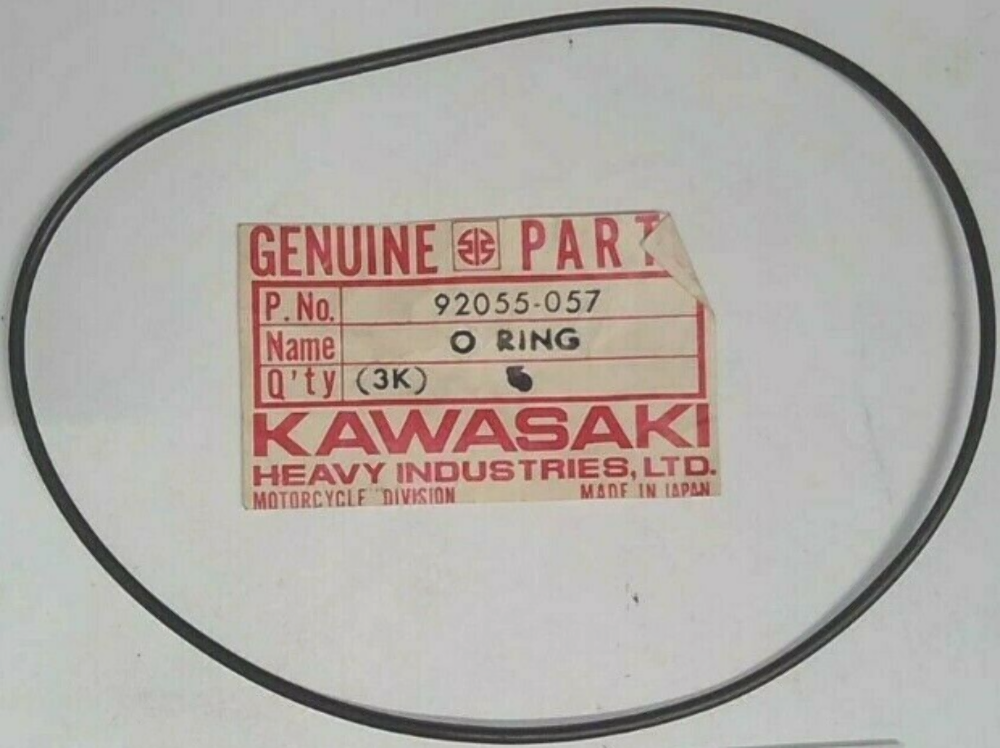 GENUINE PART
P. No. 92055-057
Name O RING
Q'ty (3K)
KAWASAKI
HEAVY INDUSTRIES, LTD.
MOTORCYCLE DIVISION MADE IN JAPAN